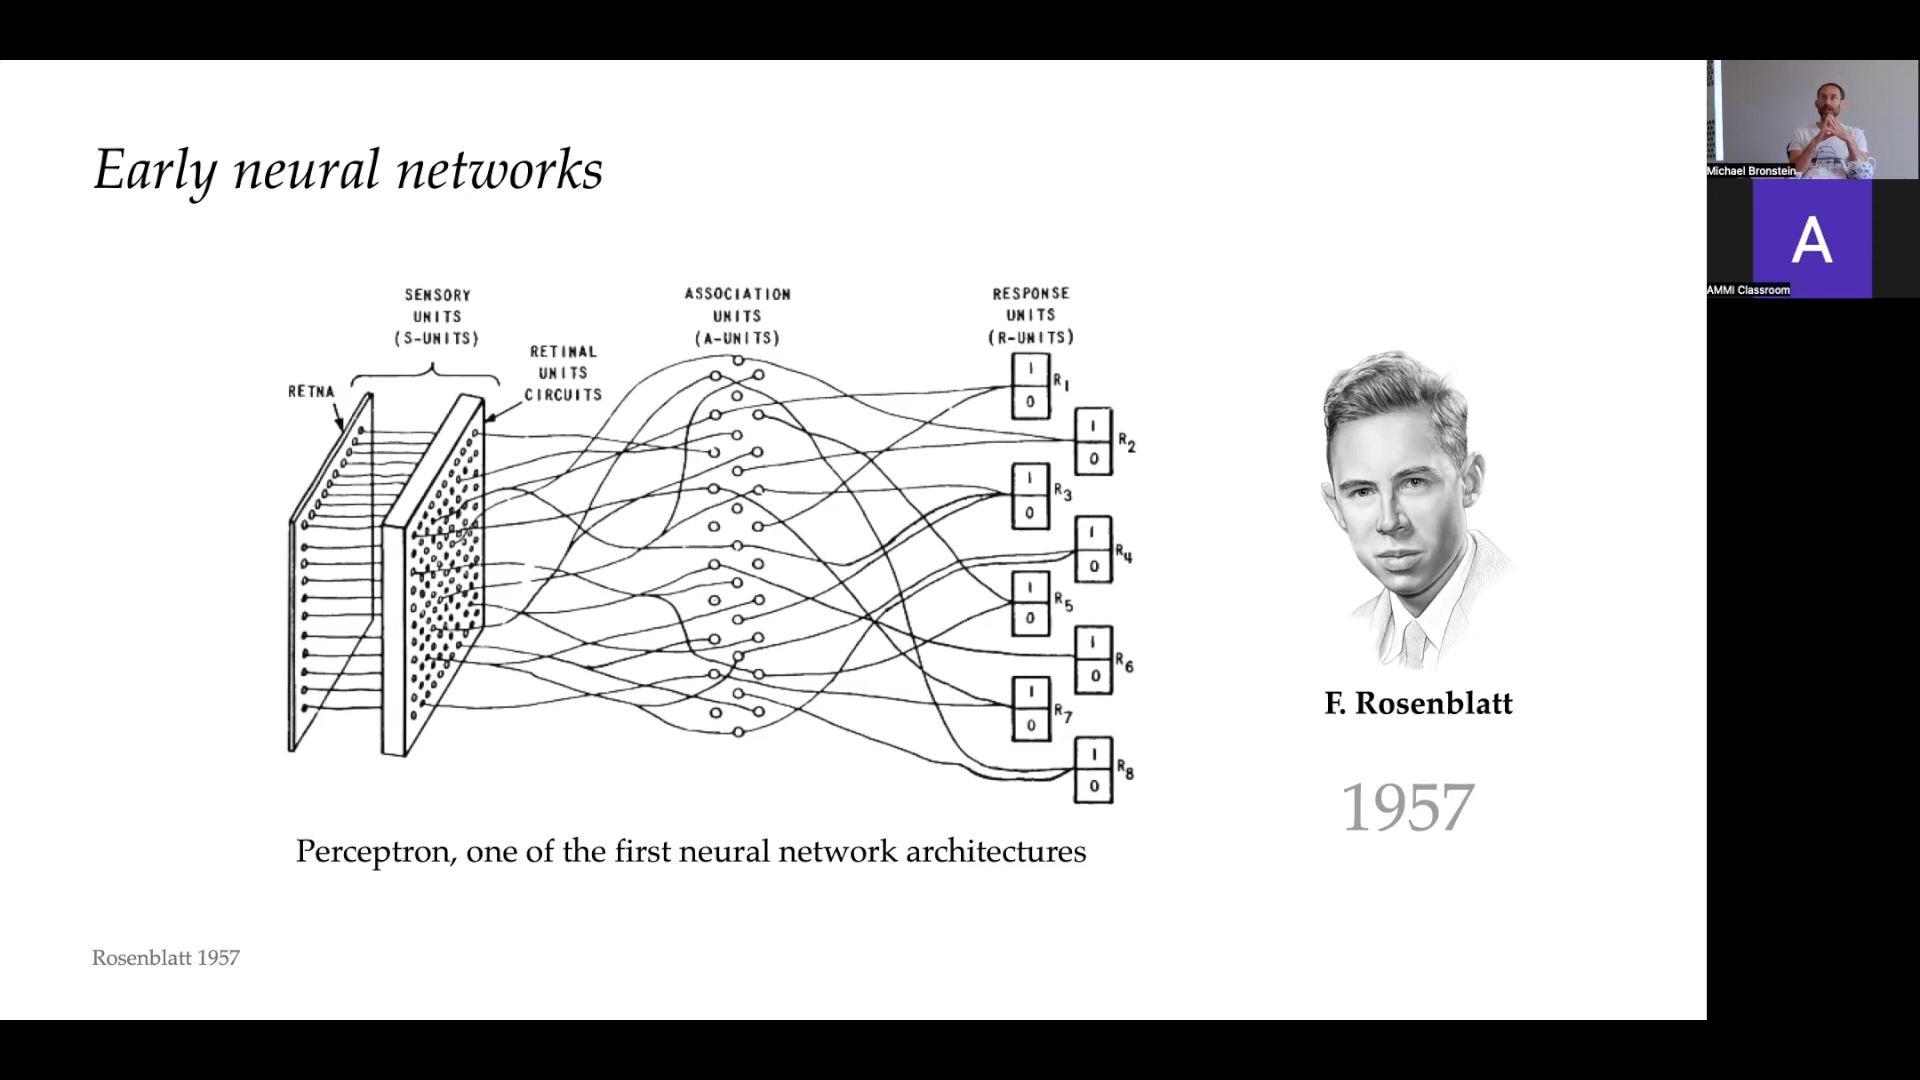 Early neural networks
SENSORY
UNITS
(S-UNITS)
RETNA
RETINAL
UNITS
CIRCUITS
ASSOCIATION
UNITS
(A-UNITS)
RESPONSE
UNITS
(R-UNITS)
1
0
R1
1
0
R2
1
0
R3
1
0
R4
1
0
R5
1
0
R6
1
0
R7
1
0
R8
Perceptron, one of the first neural network architectures
F. Rosenblatt
1957
Rosenblatt 1957
Michael Bronstein
A
AMMI Classroom